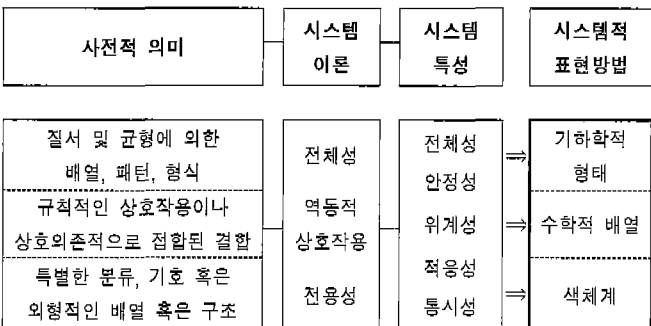 사전적 의미
시스템
이론
시스템
특성
시스템적
표현방법
질서 및 균형에 의한
배열, 패턴, 형식
규칙적인 상호작용이나
상호의존적으로 접합된 결합
특별한 분류, 기호 혹은
외형적인 배열 혹은 구조
전체성
역동적
상호작용
전용성
전체성
안정성
위계성
적응성
통시성
⇒
⇒
⇒
기하학적
형태
수학적 배열
색체계